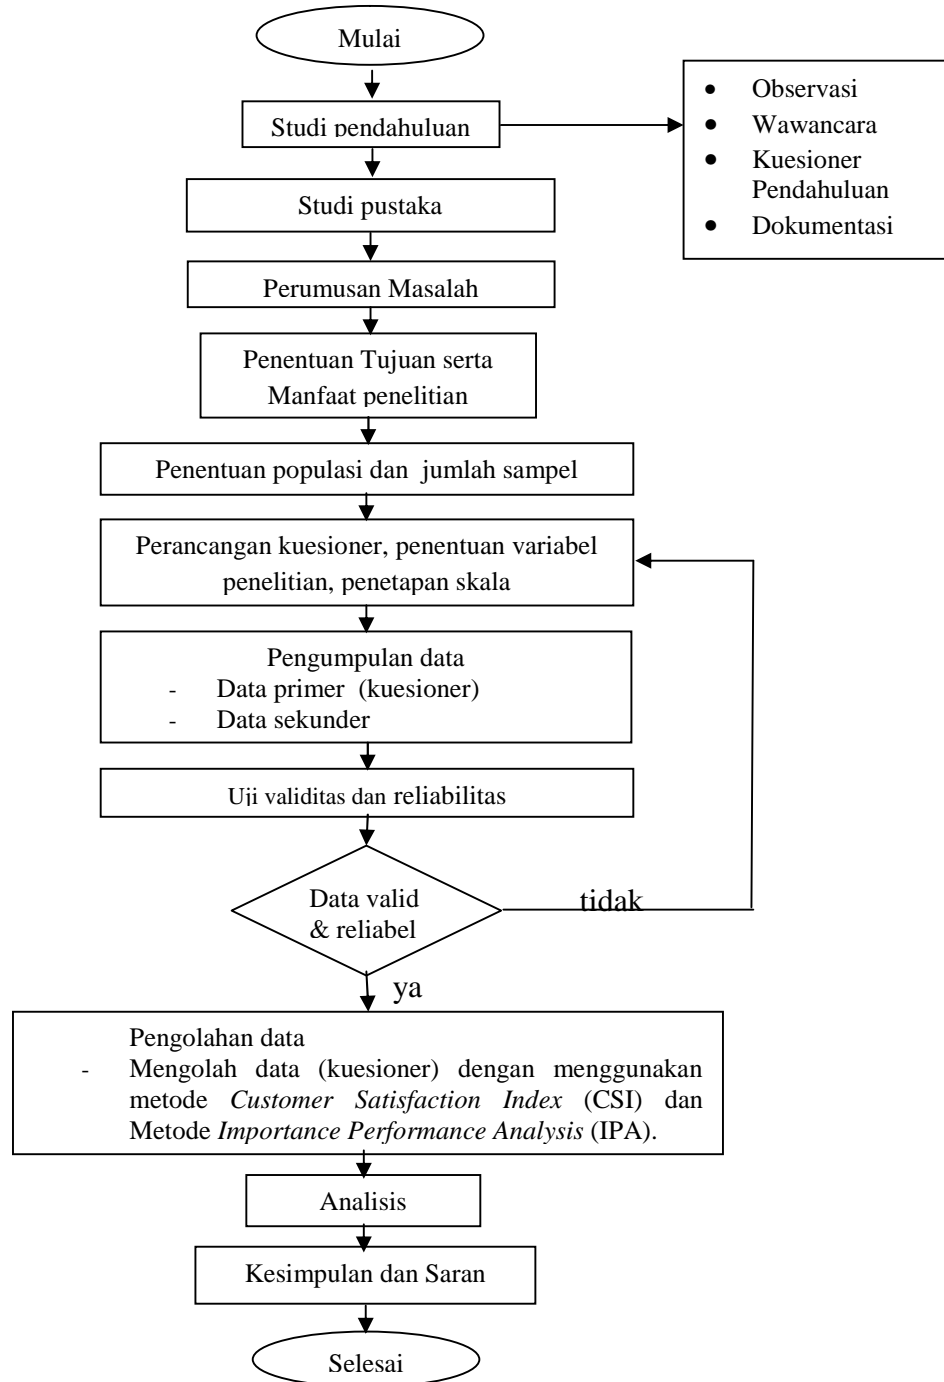 Mulai
Studi pendahuluan
• Observasi
• Wawancara
• Kuesioner
Pendahuluan
• Dokumentasi
Studi pustaka
Perumusan Masalah
Penentuan Tujuan serta
Manfaat penelitian
Penentuan populasi dan jumlah sampel
Perancangan kuesioner, penentuan variabel
penelitian, penetapan skala
Pengumpulan data
- Data primer (kuesioner)
- Data sekunder
Uji validitas dan reliabilitas
Data valid
& reliabel
tidak
ya
Pengolahan data
- Mengolah data (kuesioner) dengan menggunakan
metode Customer Satisfaction Index (CSI) dan
Metode Importance Performance Analysis (IPA).
Analisis
Kesimpulan dan Saran
Selesai